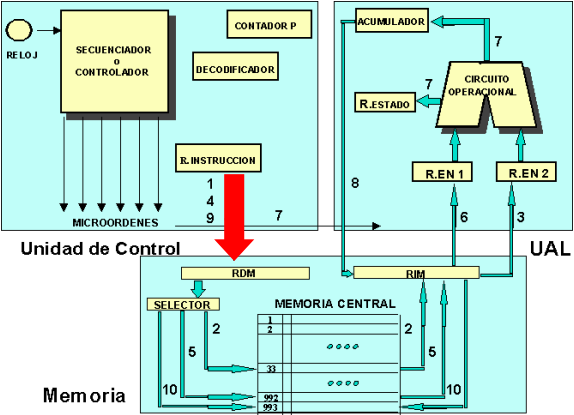 RELOJ
SECUENCIADOR
O
CONTROLADOR
CONTADOR P
DECODIFICADOR
R.INSTRUCCION
1
4
9
7
MICROORDENES
Unidad de Control
ACUMULADOR
7
7
CIRCUITO
OPERACIONAL
R.ESTADO
R.EN 1
R.EN 2
8
6
3
UAL
RDM
RIM
SELECTOR
MEMORIA CENTRAL
1
2
33
992
993
2
5
10
2
5
10
Memoria